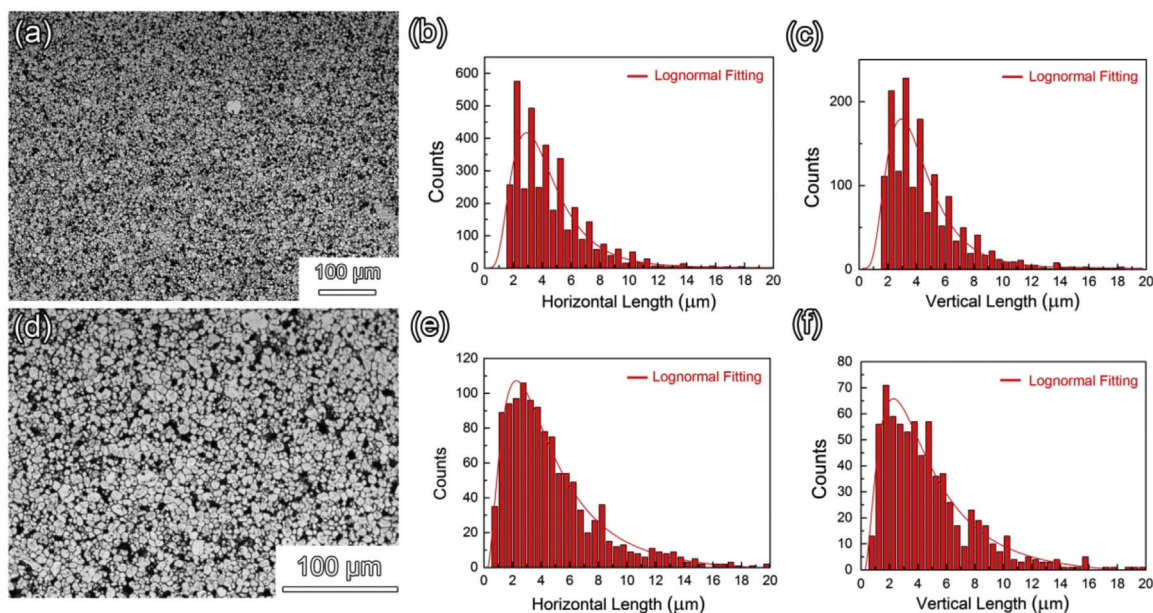 (a)
100 μm
(b)
600
500
400
300
200
100
0
Counts
Lognormal Fitting
0 2 4 6 8 10 12 14 16 18 20
Horizontal Length (μm)
(c)
200
100
0
Counts
Lognormal Fitting
0 2 4 6 8 10 12 14 16 18 20
Vertical Length (μm)
(d)
100 μm
(e)
120
100
80
60
40
20
0
Counts
Lognormal Fitting
0 2 4 6 8 10 12 14 16 18 20
Horizontal Length (μm)
(f)
80
70
60
50
40
30
20
10
0
Counts
Lognormal Fitting
0 2 4 6 8 10 12 14 16 18 20
Vertical Length (μm)